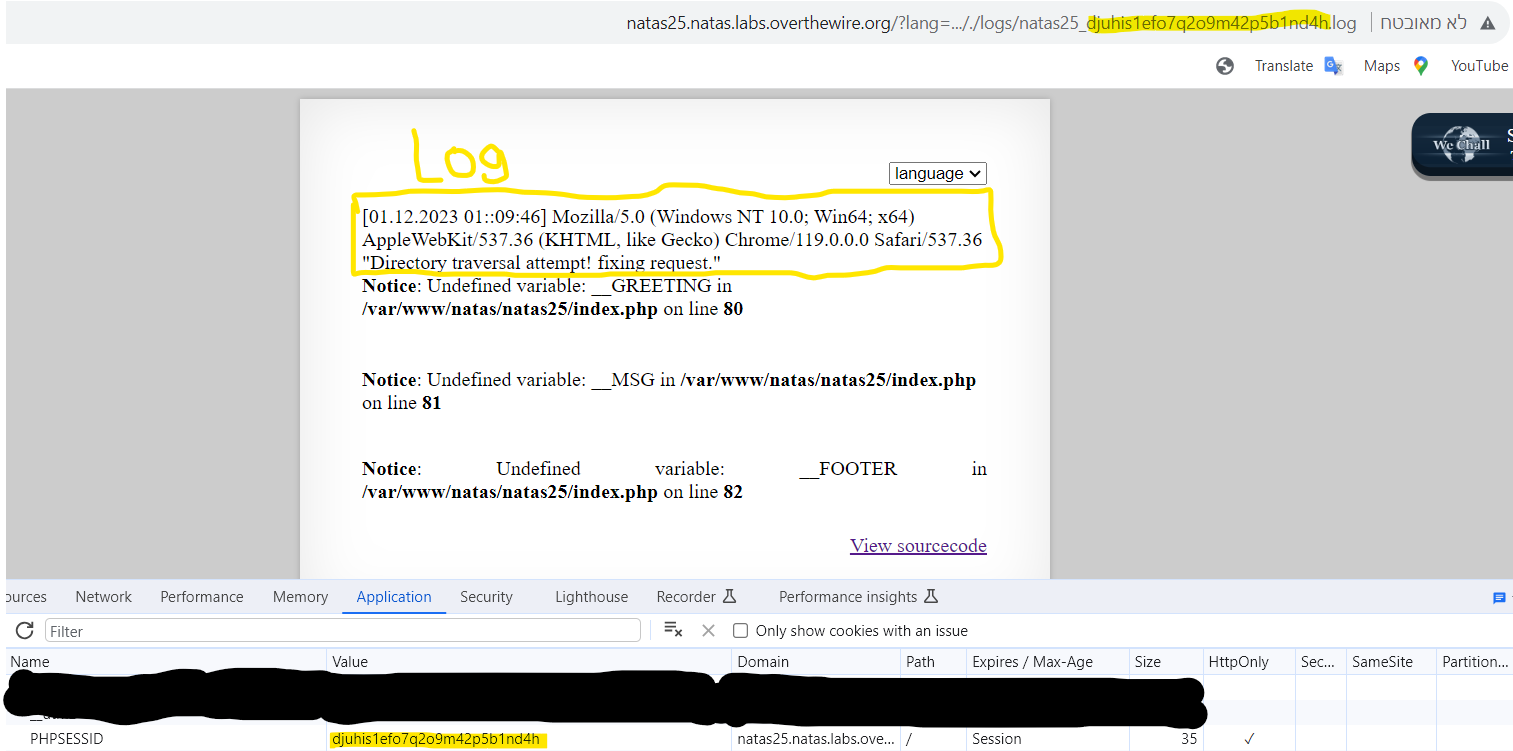 natas25.natas.labs.overthewire.org/?lang=..././logs/natas25_djuhis1efo7q2o9m42p5b1nd4h.log לא מאובטח
Translate Maps YouTube
Log
We Chall
language
[01.12.2023 01::09:46] Mozilla/5.0 (Windows NT 10.0; Win64; x64)
AppleWebKit/537.36 (KHTML, like Gecko) Chrome/119.0.0.0 Safari/537.36
"Directory traversal attempt! fixing request."
Notice: Undefined variable: __GREETING in
/var/www/natas/natas25/index.php on line 80
Notice: Undefined variable: __MSG in /var/www/natas/natas25/index.php
on line 81
Notice: Undefined variable: __FOOTER in
/var/www/natas/natas25/index.php on line 82
View sourcecode
ources Network Performance Memory Application Security Lighthouse Recorder Performance insights
Filter Only show cookies with an issue
Name Value Domain Path Expires / Max-Age Size HttpOnly Sec... SameSite Partition...
PHPSESSID djuhis1efo7q2o9m42p5b1nd4h natas25.natas.labs.ove... / Session 35 ✓